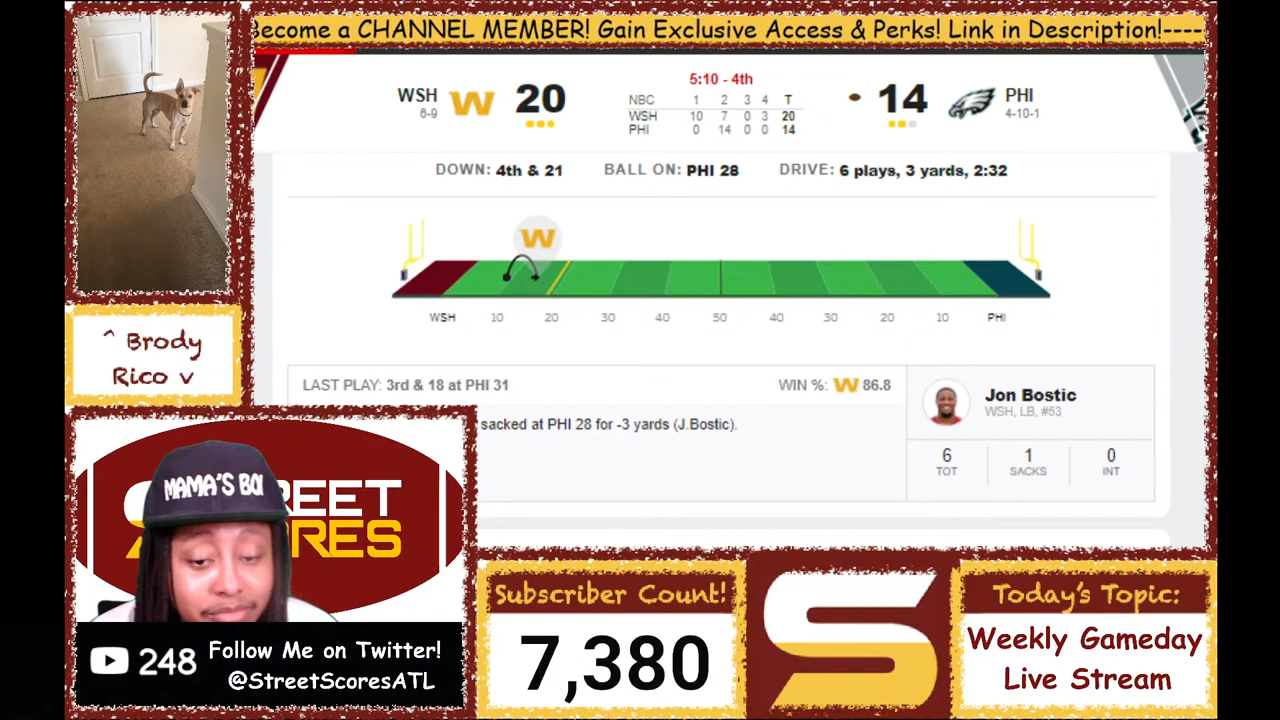 Become a CHANNEL MEMBER! Gain Exclusive Access & Perks! Link in Description!----
WSH
6-9
W
20
5:10 - 4th
NBC 1 2 3 4 T
WSH 10 7 0 3 20
PHI 0 14 0 0 14
14
PHI
4-10-1
DOWN: 4th & 21
BALL ON: PHI 28
DRIVE: 6 plays, 3 yards, 2:32
W
WSH 10 20 30 40 50 40 30 20 10 PHI
LAST PLAY: 3rd & 18 at PHI 31
WIN %: W 86.8
sacked at PHI 28 for -3 yards (J.Bostic).
Jon Bostic
WSH, LB, #53
6 1 0
TOT SACKS INT
^ Brody
Rico v
MAMA'S BOI
STREET
SCORES
248
Follow Me on Twitter!
@StreetScoresATL
Subscriber Count!
7,380
S
Today's Topic:
Weekly Gameday
Live Stream